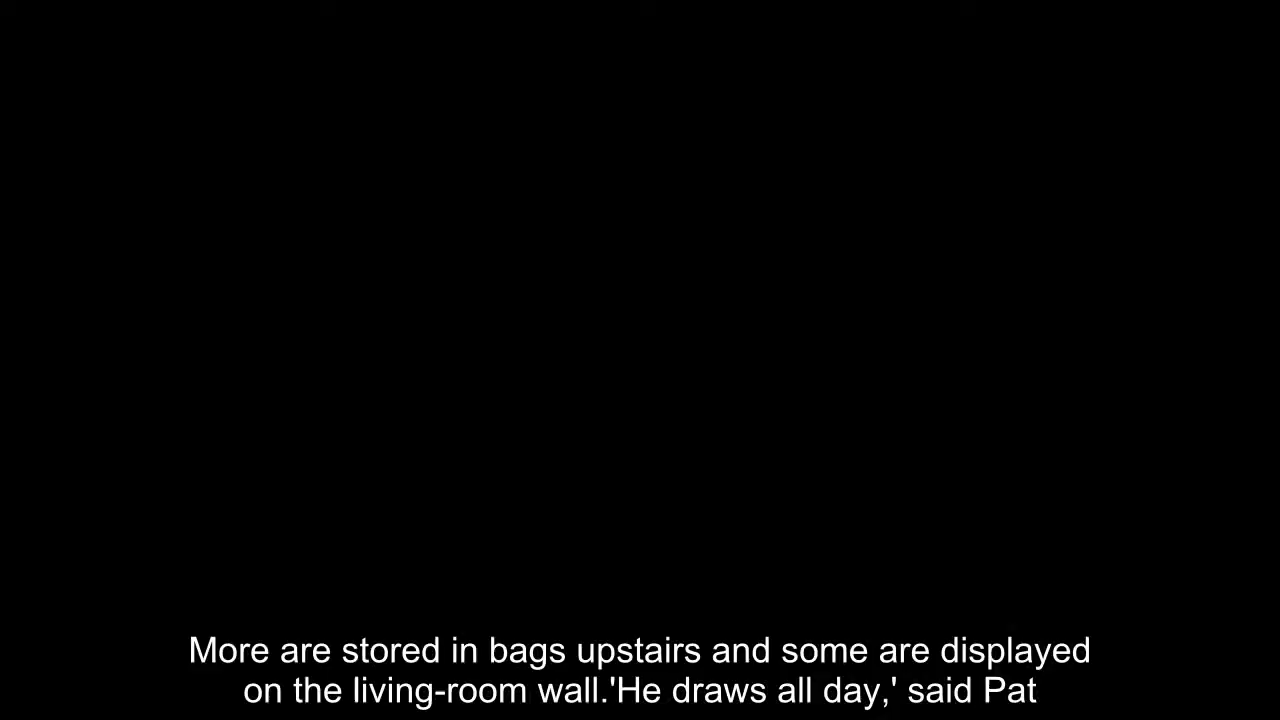 More are stored in bags upstairs and some are displayed
on the living-room wall.'He draws all day,' said Pat